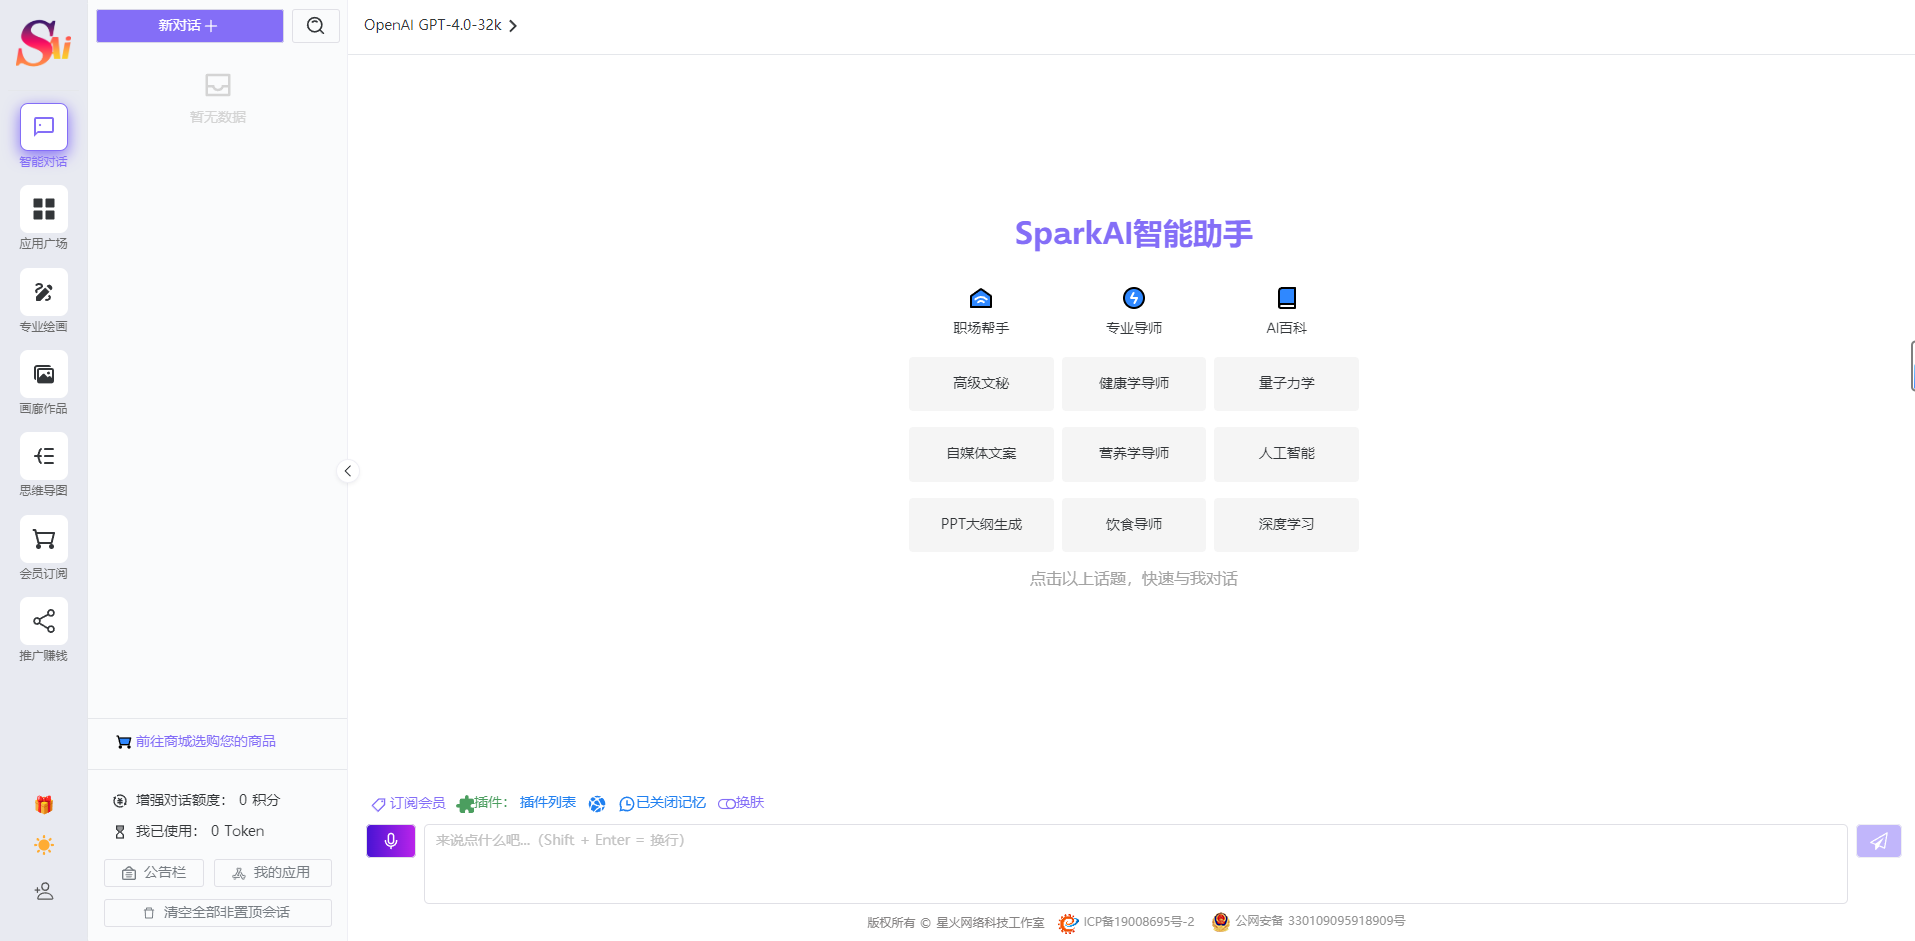 Si
智能对话
应用广场
专业绘画
画廊作品
思维导图
会员订阅
推广赚钱
新对话
暂无数据
前往商城选购您的商品
增强对话额度： 0 积分
我已使用： 0 Token
公告栏
我的应用
清空全部非置顶会话
OpenAI GPT-4.0-32k
SparkAI智能助手
职场帮手 专业导师 AI百科
高级文秘 健康学导师 量子力学
自媒体文案 营养学导师 人工智能
PPT大纲生成 饮食导师 深度学习
点击以上话题，快速与我对话
订阅会员 插件： 插件列表 已关闭记忆 换肤
来说点什么吧...（Shift + Enter = 换行）
版权所有 © 星火网络科技工作室 ICP备19008695号-2 公网安备 330109095918909号